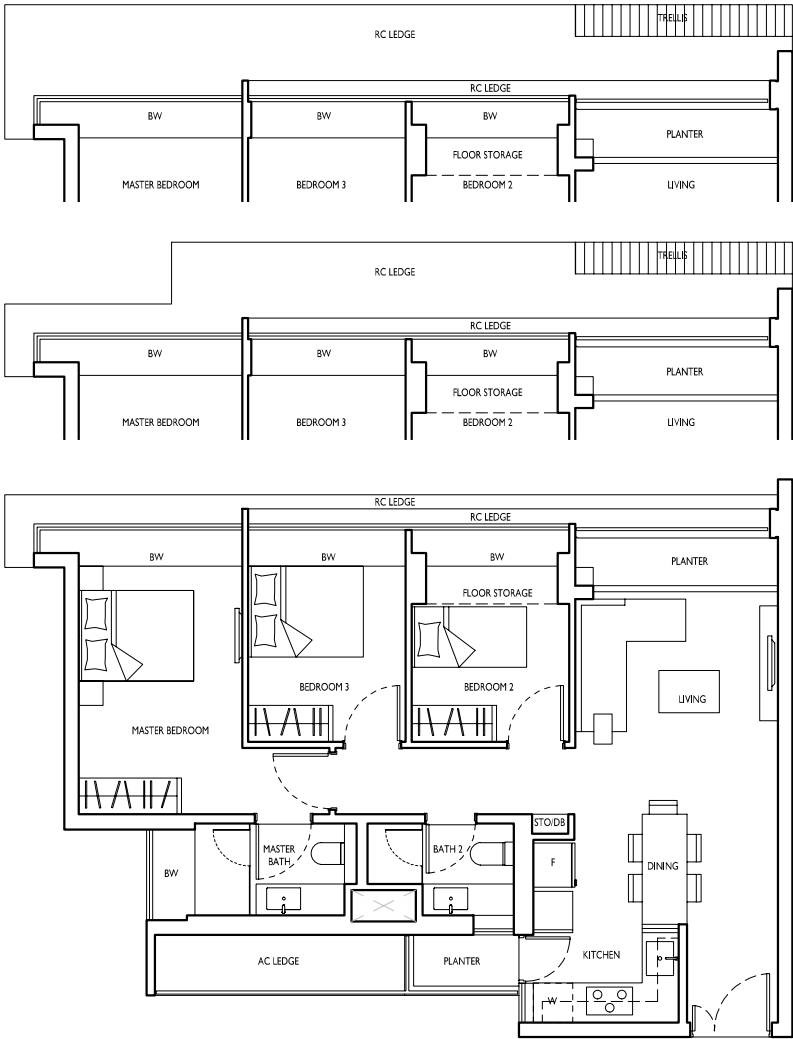 TRELLIS
RC LEDGE
RC LEDGE
BW
BW
BW
PLANTER
FLOOR STORAGE
MASTER BEDROOM
BEDROOM 3
BEDROOM 2
LIVING
TRELLIS
RC LEDGE
RC LEDGE
BW
BW
BW
PLANTER
FLOOR STORAGE
MASTER BEDROOM
BEDROOM 3
BEDROOM 2
LIVING
RC LEDGE
RC LEDGE
BW
BW
BW
PLANTER
FLOOR STORAGE
BEDROOM 3
BEDROOM 2
LIVING
MASTER BEDROOM
STO/DB
MASTER
BATH
BATH 2
F
DINING
BW
KITCHEN
AC LEDGE
PLANTER
W